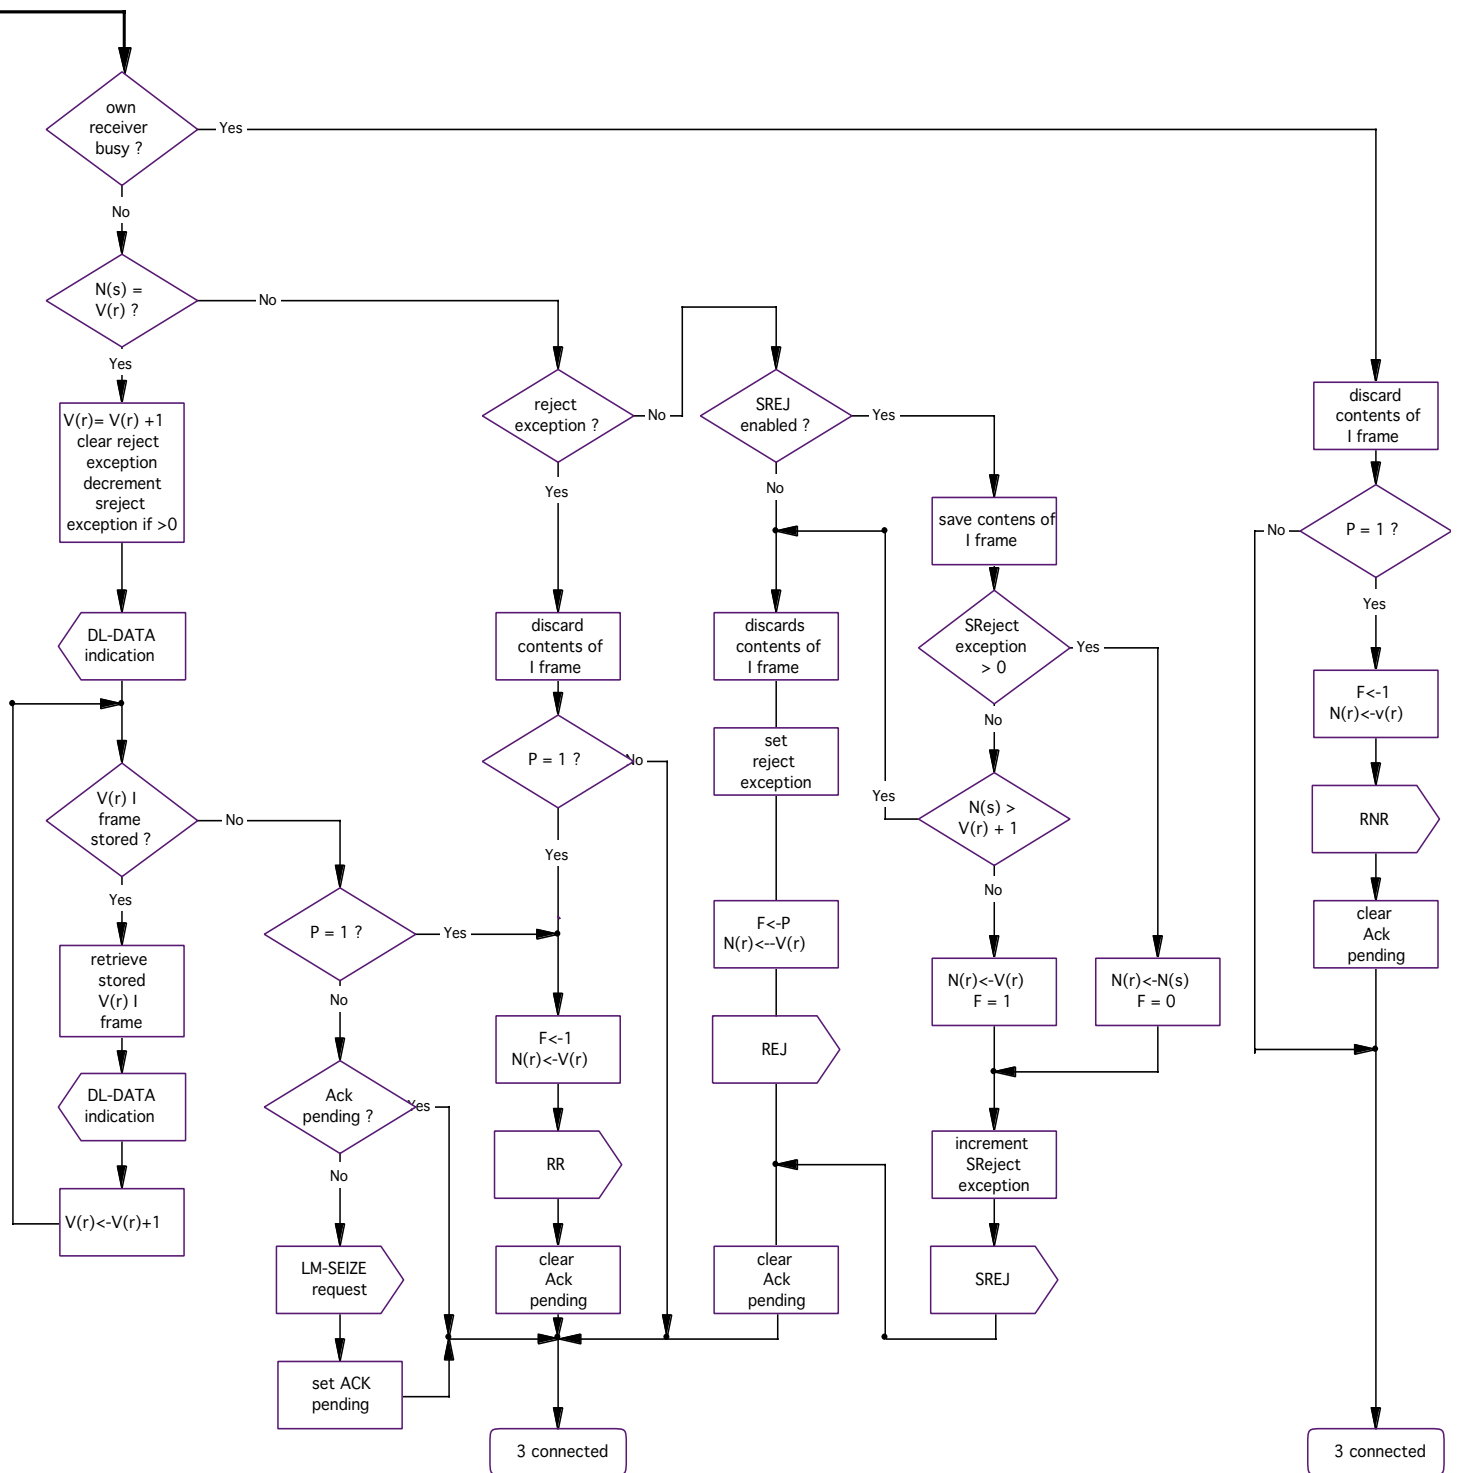 own
receiver
busy ?
Yes
No
N(s) =
V(r) ?
No
Yes
V(r)= V(r) +1
clear reject
exception
decrement
sreject
exception if >0
DL-DATA
indication
V(r) I
frame
stored ?
No
Yes
retrieve
stored
V(r) I
frame
DL-DATA
indication
V(r)<-V(r)+1
P = 1 ?
Yes
No
Ack
pending ?
Yes
No
LM-SEIZE
request
set ACK
pending
reject
exception ?
No
Yes
discard
contents of
I frame
P = 1 ?
No
Yes
F<-1
N(r)<-V(r)
RR
clear
Ack
pending
3 connected
SREJ
enabled ?
Yes
No
discards
contents of
I frame
set
reject
exception
F<-P
N(r)<--V(r)
REJ
clear
Ack
pending
save contens of
I frame
SReject
exception
> 0
Yes
No
N(s) >
V(r) + 1
Yes
No
N(r)<-V(r)
F = 1
N(r)<-N(s)
F = 0
increment
SReject
exception
SREJ
discard
contents of
I frame
P = 1 ?
No
Yes
F<-1
N(r)<-v(r)
RNR
clear
Ack
pending
3 connected